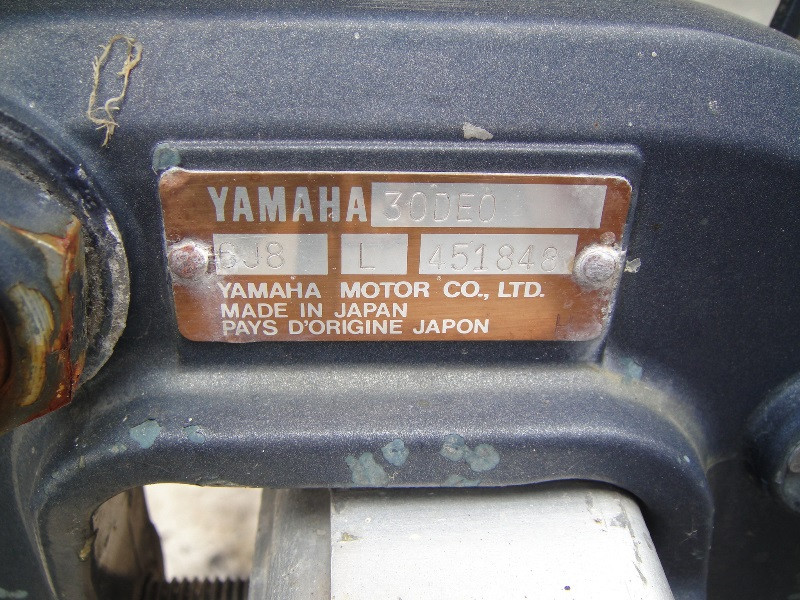 YAMAHA 30DEO
6J8 L 451848
YAMAHA MOTOR CO., LTD.
MADE IN JAPAN
PAYS D'ORIGINE JAPON